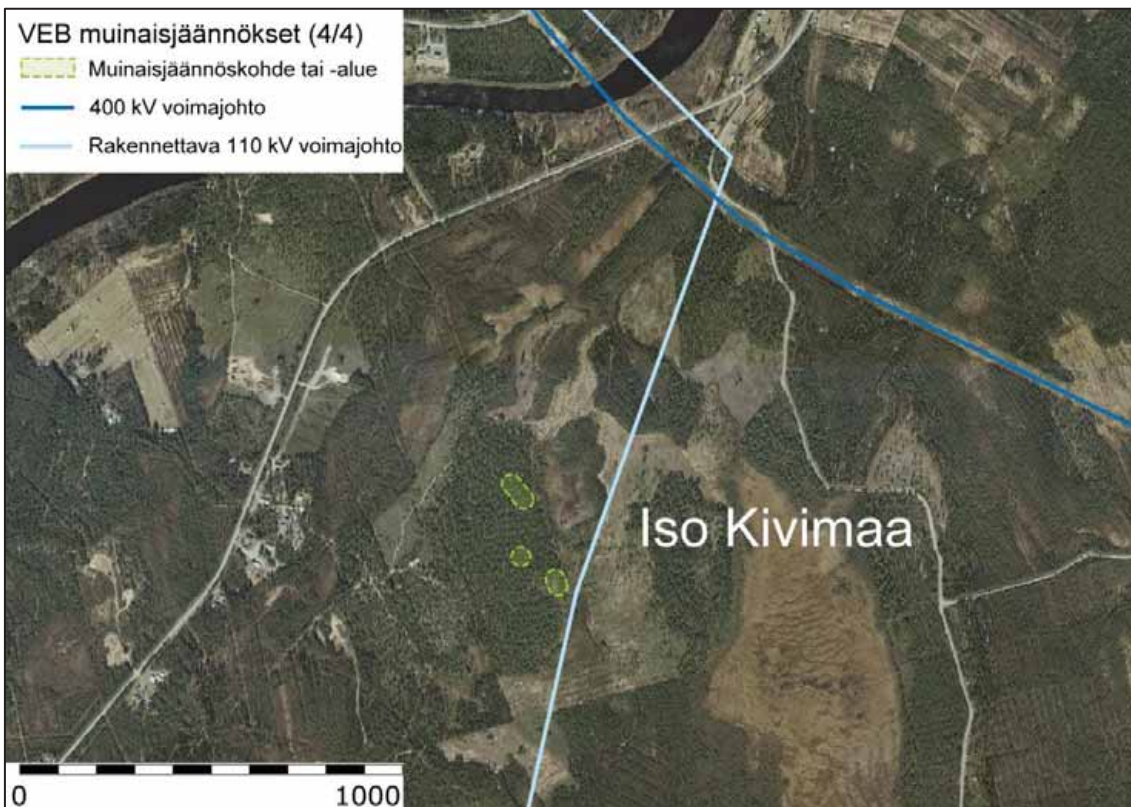 VEB muinaisjäännökset (4/4)
Muinaisjäännöskohde tai -alue
400 kV voimajohto
Rakennettava 110 kV voimajohto
Iso Kivimaa
0 1000